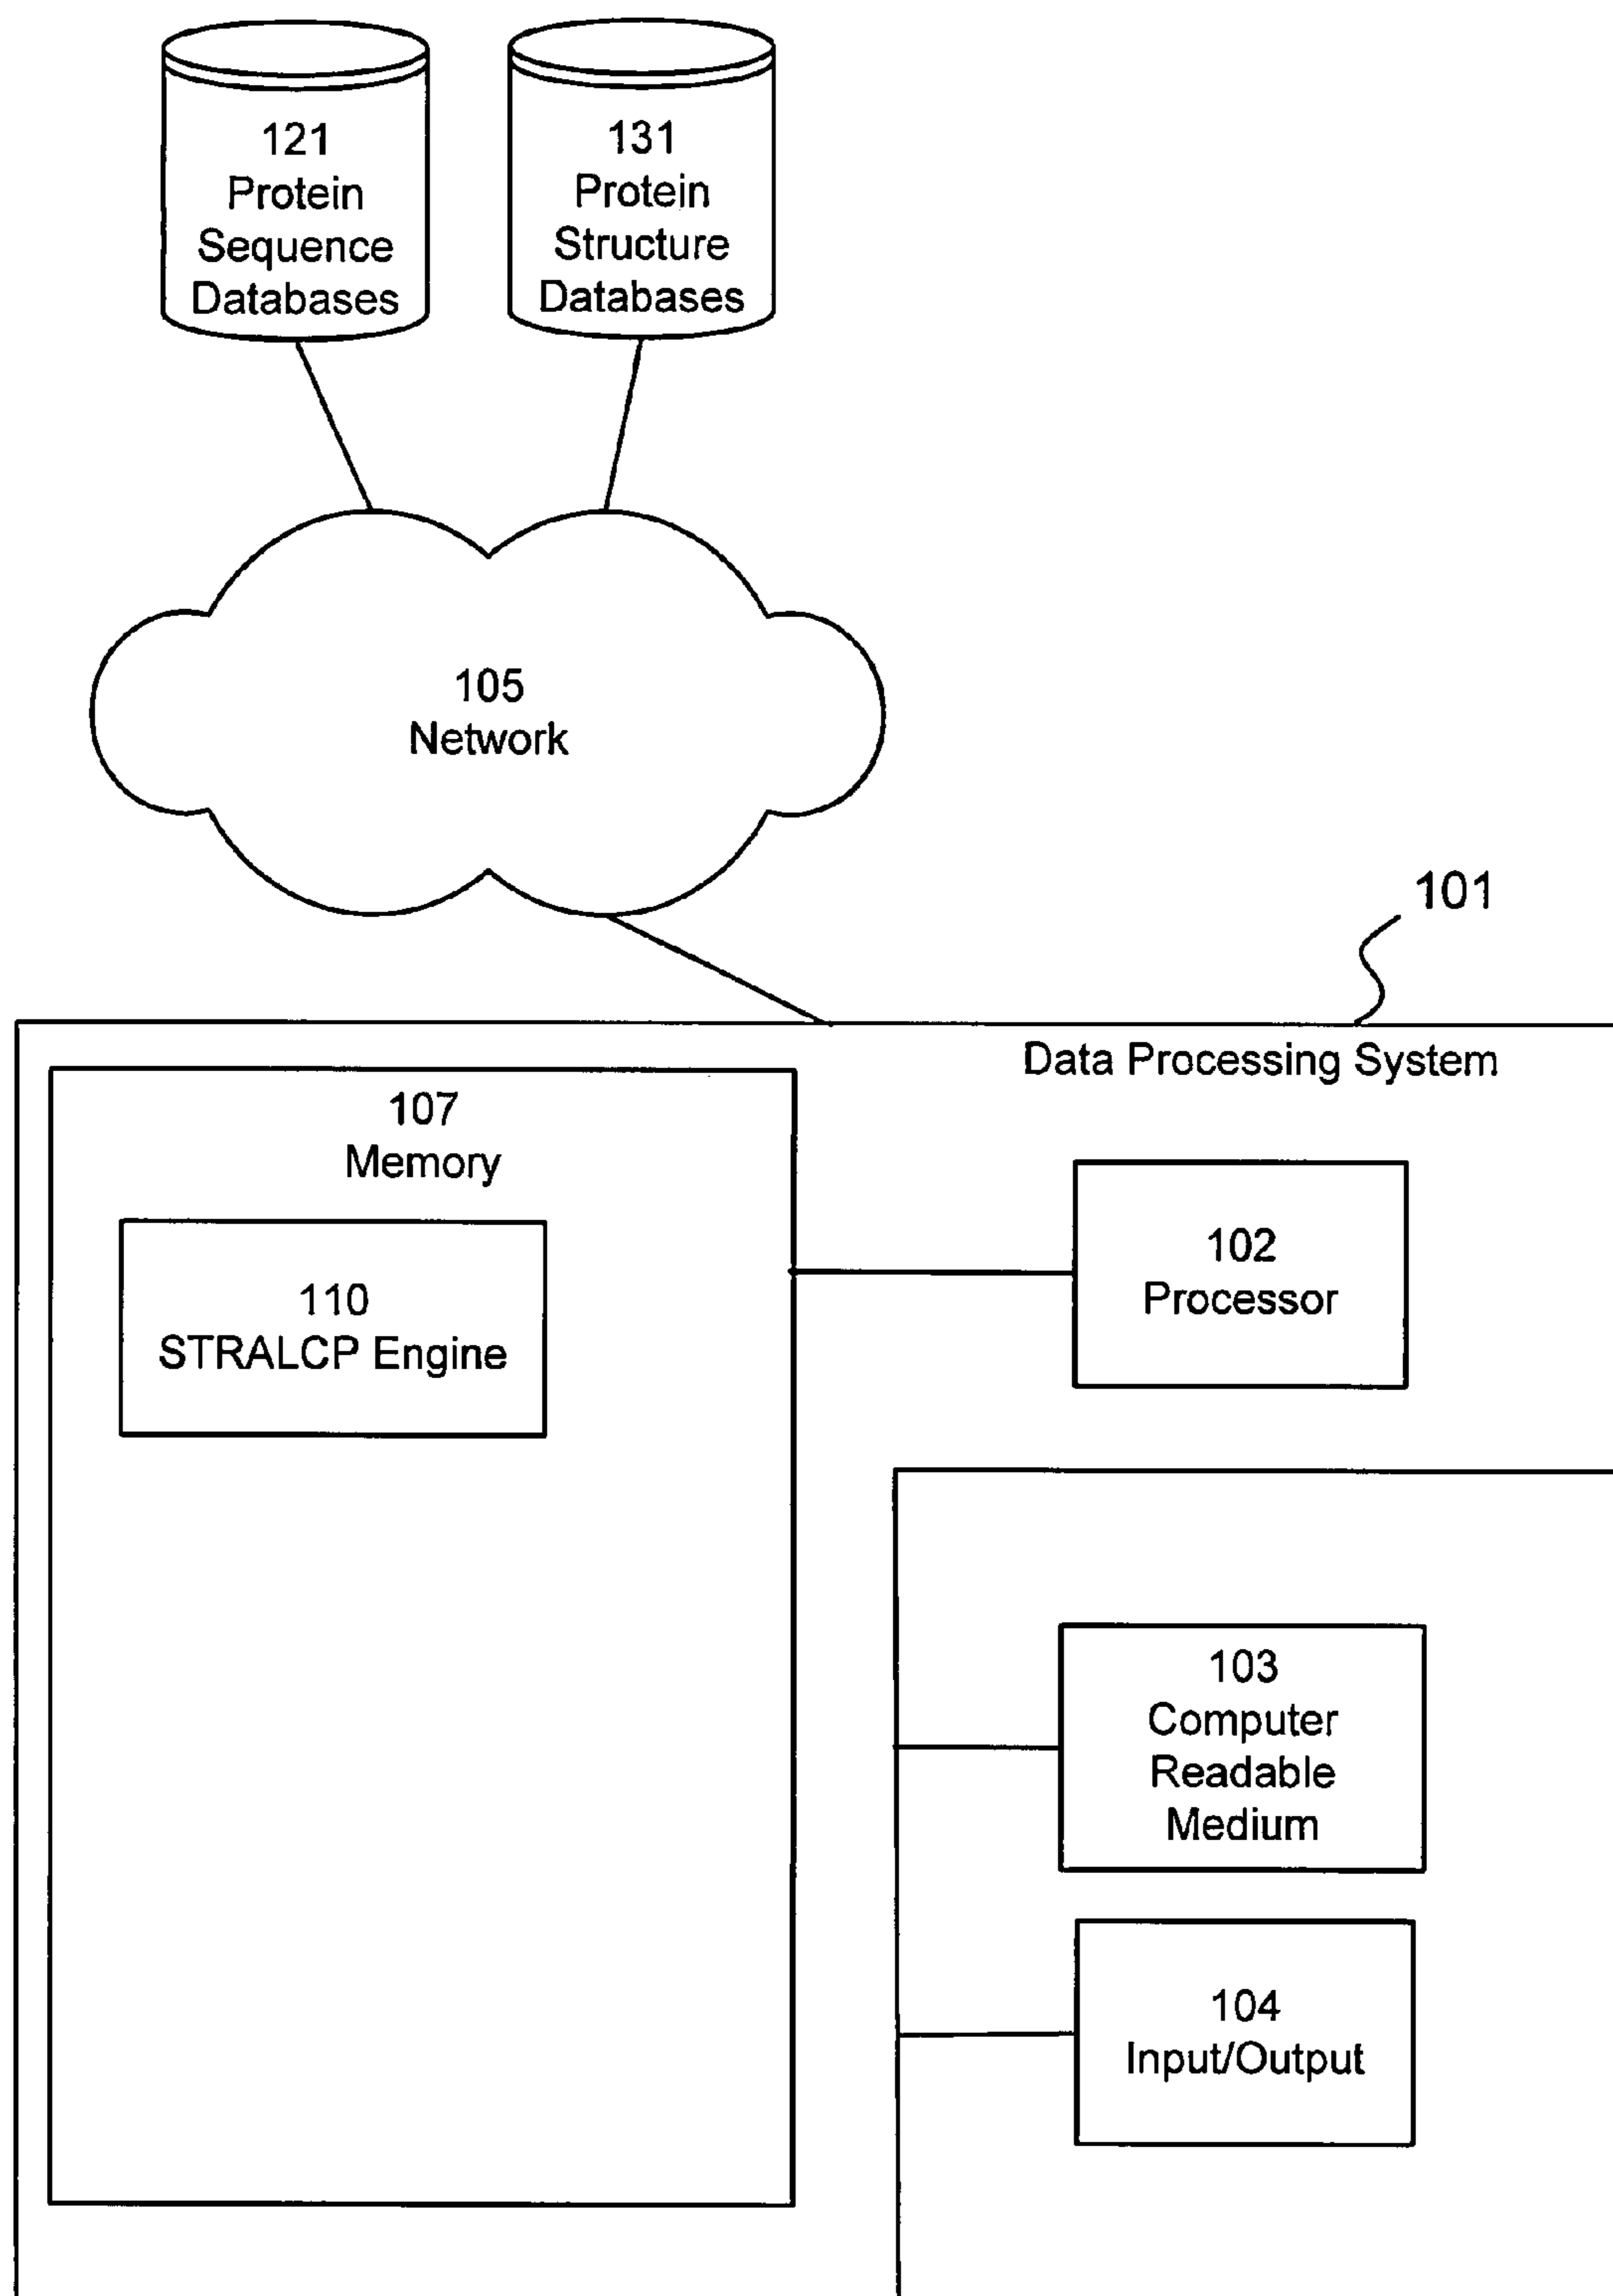 121
Protein
Sequence
Databases
131
Protein
Structure
Databases
105
Network
101
Data Processing System
107
Memory
110
STRALCP Engine
102
Processor
103
Computer
Readable
Medium
104
Input/Output